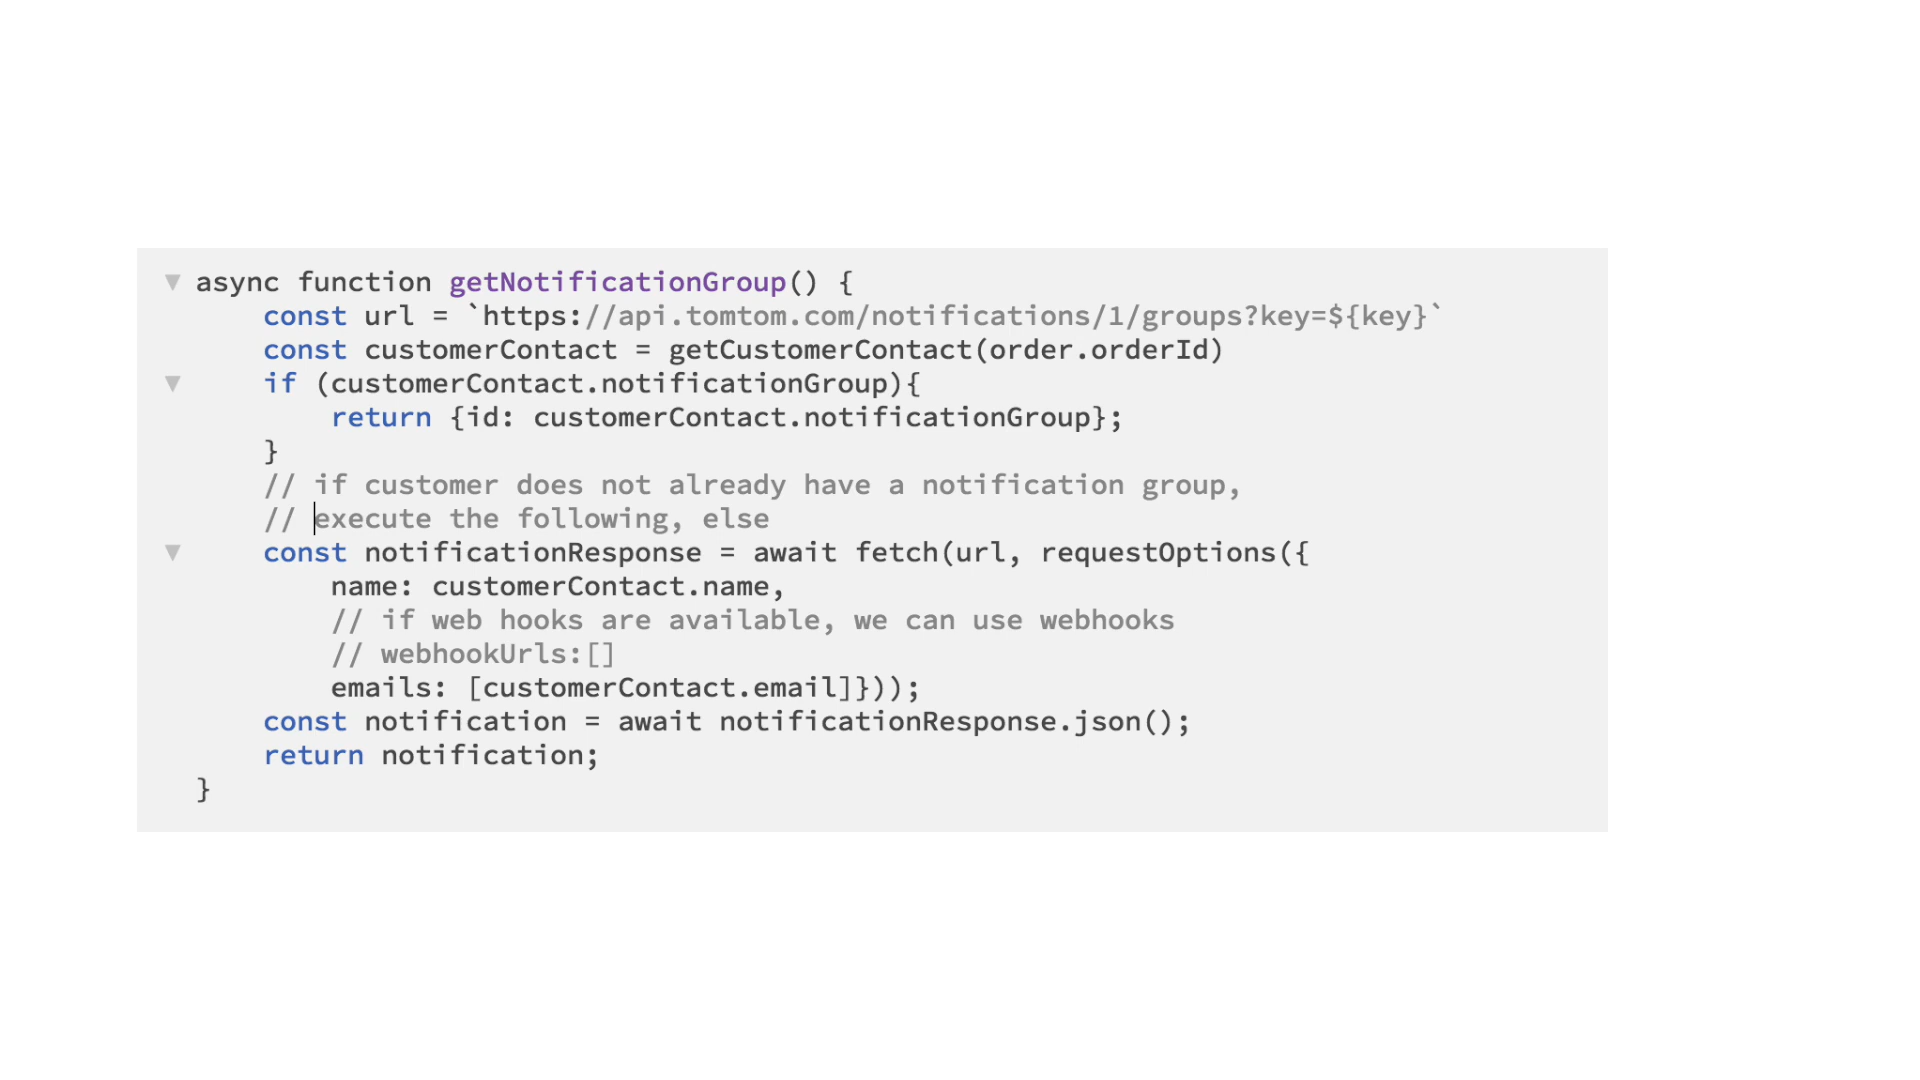 async function getNotificationGroup() {
const url = `https://api.tomtom.com/notifications/1/groups?key=${key}`
const customerContact = getCustomerContact(order.orderId)
if (customerContact.notificationGroup){
return {id: customerContact.notificationGroup};
}
// if customer does not already have a notification group,
// execute the following, else
const notificationResponse = await fetch(url, requestOptions({
name: customerContact.name,
// if web hooks are available, we can use webhooks
// webhookUrls:[]
emails: [customerContact.email]}));
const notification = await notificationResponse.json();
return notification;
}